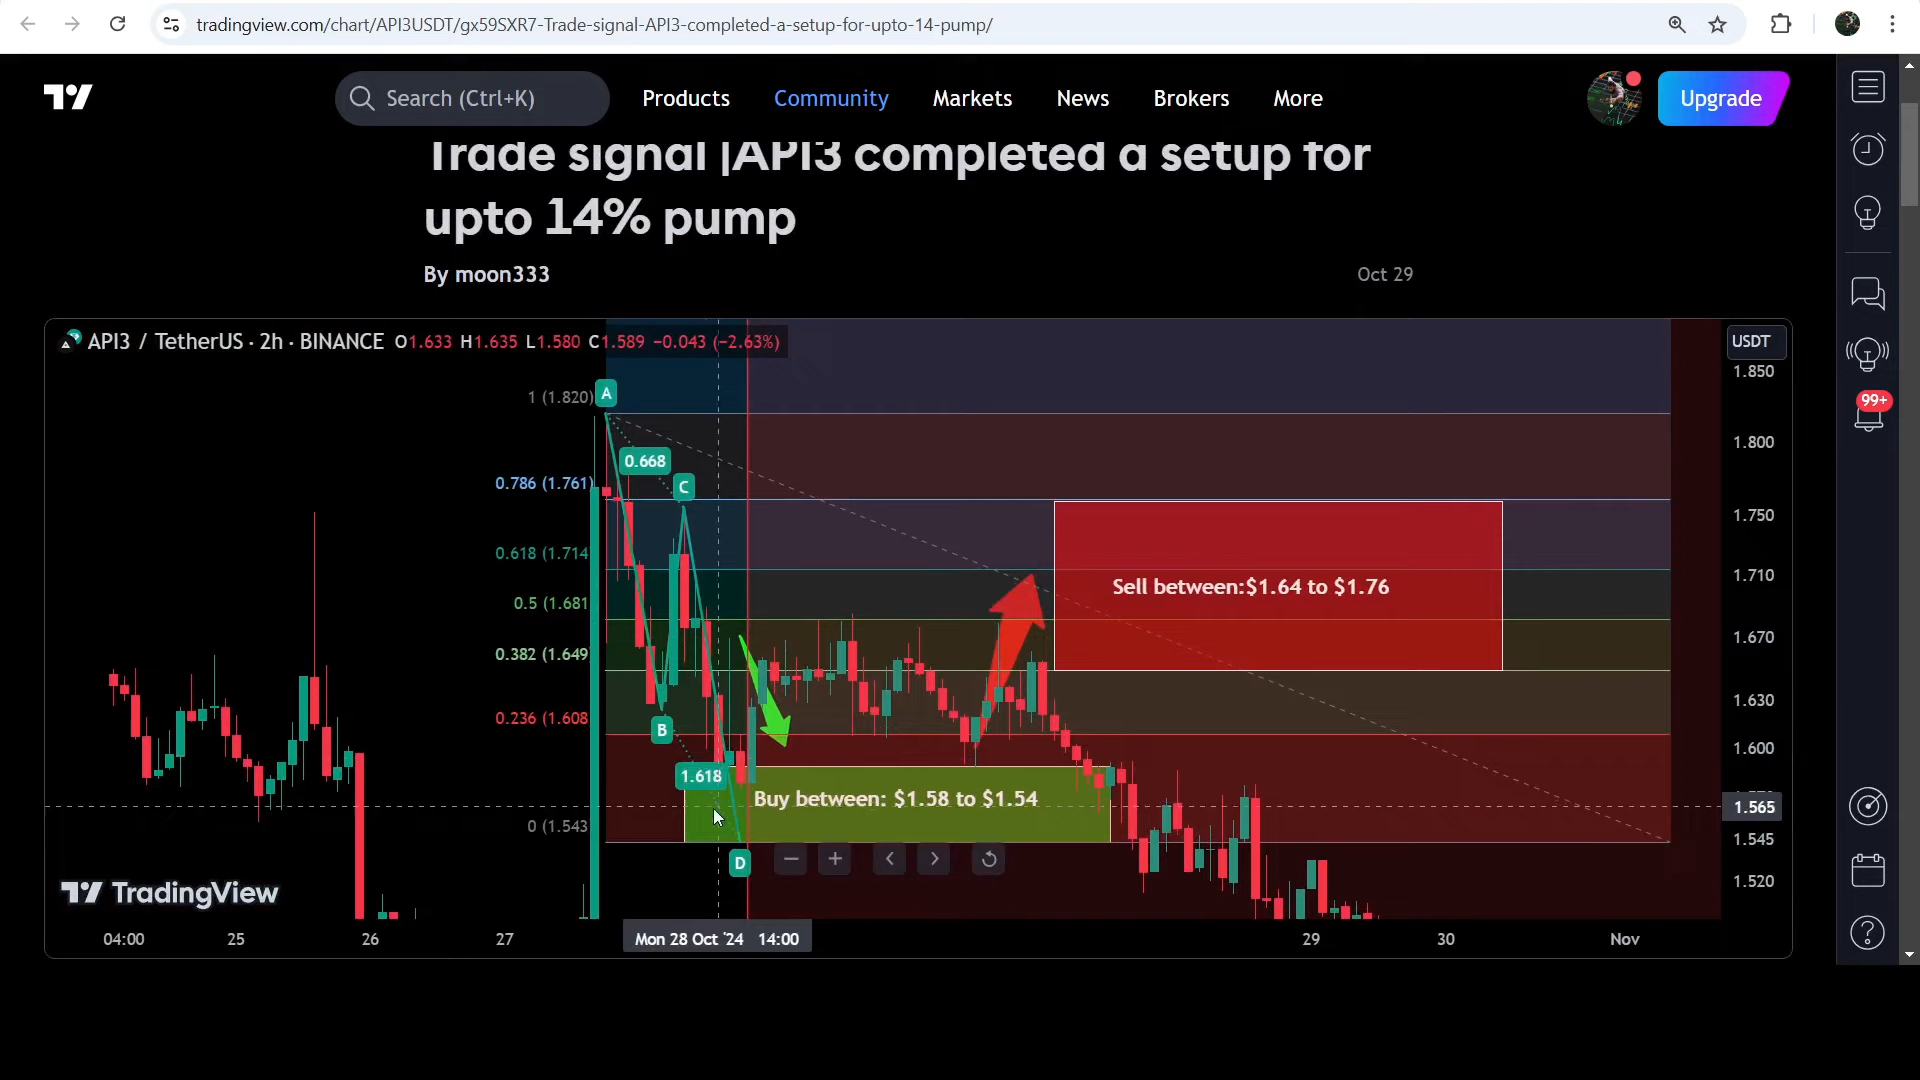 tradingview.com/chart/API3USDT/gx59SXR7-Trade-signal-API3-completed-a-setup-for-upto-14-pump/
Search (Ctrl+K)
Products
Community
Markets
News
Brokers
More
Upgrade
Trade signal |API3 completed a setup for
upto 14% pump
By moon333
Oct 29
API3 / TetherUS · 2h · BINANCE O1.633 H1.635 L1.580 C1.589 −0.043 (−2.63%)
USDT
1.850
1 (1.820)
A
1.800
0.668
0.786 (1.761)
C
1.750
0.618 (1.714
1.710
Sell between:$1.64 to $1.76
0.5 (1.681
1.670
0.382 (1.649)
1.630
0.236 (1.608
B
1.600
1.618
Buy between: $1.58 to $1.54
1.565
0 (1.543
1.545
D
1.520
TradingView
04:00
25
26
27
Mon 28 Oct '24 14:00
29
30
Nov
99+